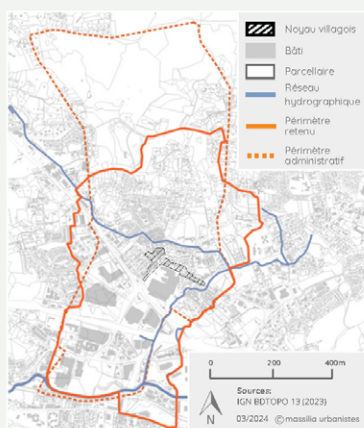 Noyau villagois
Bâti
Parcellaire
Réseau
hydrographique
Périmètre
retenu
Périmètre
administratif
0 200 400m
Sources:
IGN BDTOPO 13 (2023)
N
03/2024 ©massilia urbanistes